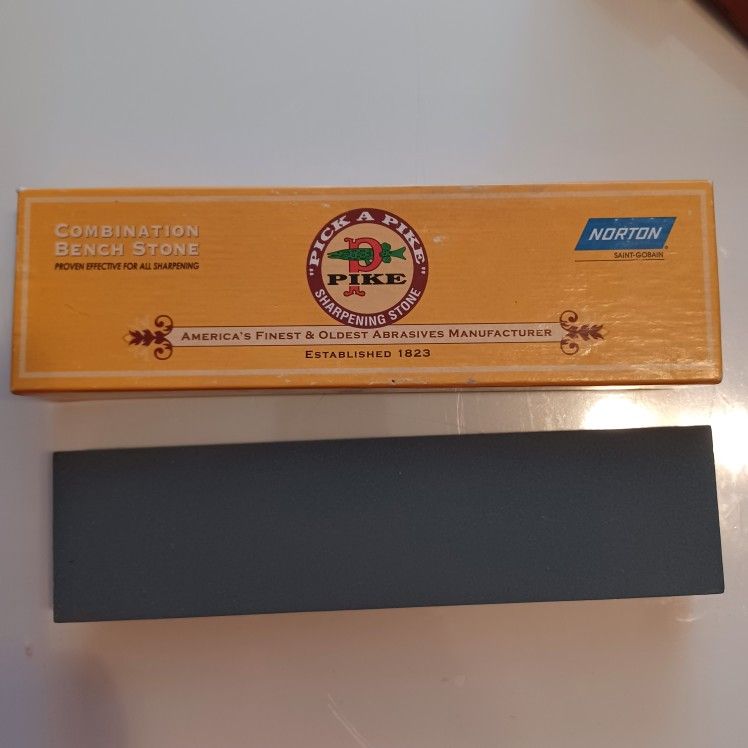 COMBINATION
BENCH STONE
PROVEN EFFECTIVE FOR ALL SHARPENING
"PICK A PIKE"
P
PIKE
SHARPENING STONE
NORTON
SAINT-GOBAIN
AMERICA'S FINEST & OLDEST ABRASIVES MANUFACTURER
ESTABLISHED 1823